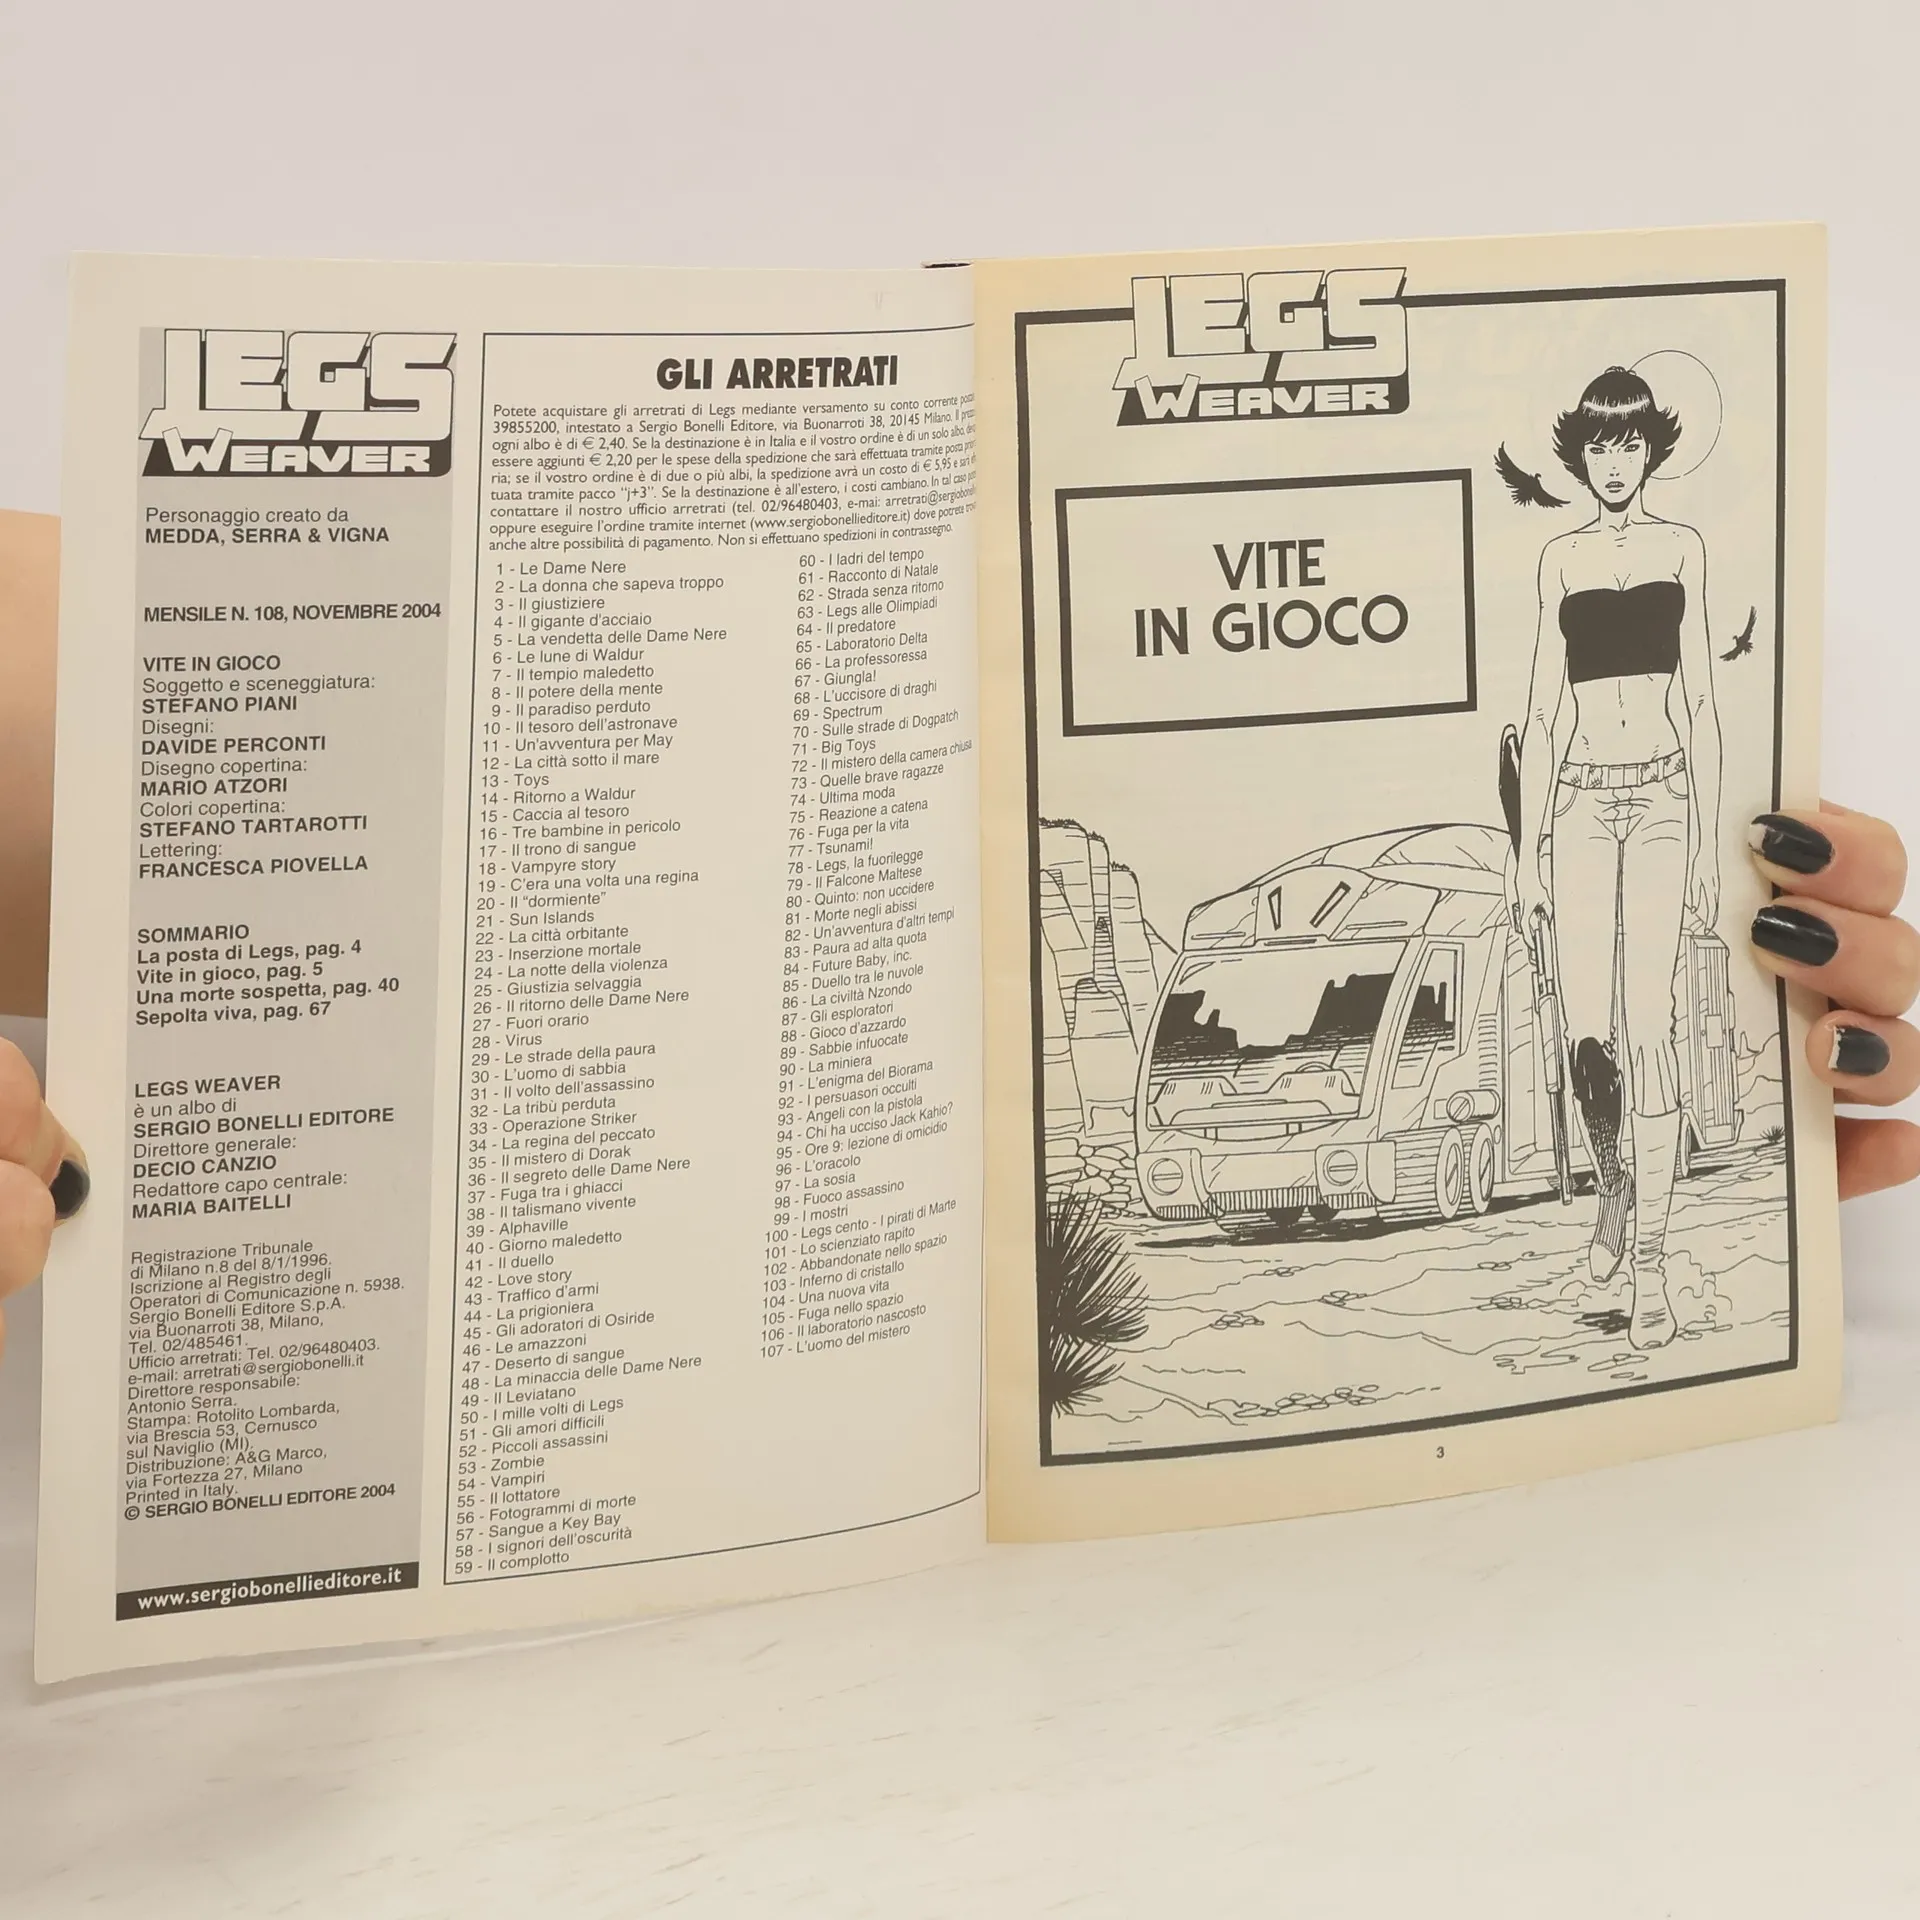 LEGS
WEAVER
Personaggio creato da
MEDDA, SERRA & VIGNA
MENSILE N. 108, NOVEMBRE 2004
VITE IN GIOCO
Soggetto e sceneggiatura:
STEFANO PIANI
Disegni:
DAVIDE PERCONTI
Disegno copertina:
MARIO ATZORI
Colori copertina:
STEFANO TARTAROTTI
Lettering:
FRANCESCA PIOVELLA
SOMMARIO
La posta di Legs, pag. 4
Vite in gioco, pag. 5
Una morte sospetta, pag. 40
Sepolta viva, pag. 67
LEGS WEAVER
è un albo di
SERGIO BONELLI EDITORE
Direttore generale:
DECIO CANZIO
Redattore capo centrale:
MARIA BAITELLI
Registrazione Tribunale
di Milano n.8 del 8/1/1996.
Iscrizione al Registro degli
Operatori di Comunicazione n. 5938.
Sergio Bonelli Editore S.p.A.
via Buonarroti 38, Milano,
Tel. 02/485461.
Ufficio arretrati: Tel. 02/96480403.
e-mail: arretrati@sergiobonelli.it
Direttore responsabile:
Antonio Serra.
Stampa: Rotolito Lombarda,
via Brescia 53, Cernusco
sul Naviglio (MI).
Distribuzione: A&G Marco,
via Fortezza 27, Milano
Printed in Italy.
© SERGIO BONELLI EDITORE 2004
www.sergiobonellieditore.it
GLI ARRETRATI
Potete acquistare gli arretrati di Legs mediante versamento su conto corrente
39855200, intestato a Sergio Bonelli Editore, via Buonarroti 38, 20145 Milano. Il
ogni albo è di € 2,40. Se la destinazione è in Italia e il vostro ordine è di un solo albo,
essere aggiunti € 2,20 per le spese della spedizione che sarà effettuata tramite posta
ria; se il vostro ordine è di due o più albi, la spedizione avrà un costo di € 5,95 e
tuata tramite pacco "j+3". Se la destinazione è all'estero, i costi cambiano. In tal caso
contattare il nostro ufficio arretrati (tel. 02/96480403, e-mai:
oppure eseguire l'ordine tramite internet (www.sergiobonellieditore.it) dove potrete
anche altre possibilità di pagamento. Non si effettuano spedizioni in contrassegno.
1 - Le Dame Nere
2 - La donna che sapeva troppo
3 - Il giustiziere
4 - Il gigante d'acciaio
5 - La vendetta delle Dame Nere
6 - Le lune di Waldur
7 - Il tempio maledetto
8 - Il potere della mente
9 - Il paradiso perduto
10 - Il tesoro dell'astronave
11 - Un'avventura per May
12 - La città sotto il mare
13 - Toys
14 - Ritorno a Waldur
15 - Caccia al tesoro
16 - Tre bambine in pericolo
17 - Il trono di sangue
18 - Vampyre story
19 - C'era una volta una regina
20 - Il "dormiente"
21 - Sun Islands
22 - La città orbitante
23 - Inserzione mortale
24 - La notte della violenza
25 - Giustizia selvaggia
26 - Il ritorno delle Dame Nere
27 - Fuori orario
28 - Virus
29 - Le strade della paura
30 - L'uomo di sabbia
31 - Il volto dell'assassino
32 - La tribù perduta
33 - Operazione Striker
34 - La regina del peccato
35 - Il mistero di Dorak
36 - Il segreto delle Dame Nere
37 - Fuga tra i ghiacci
38 - Il talismano vivente
39 - Alphaville
40 - Giorno maledetto
41 - Il duello
42 - Love story
43 - Traffico d'armi
44 - La prigioniera
45 - Gli adoratori di Osiride
46 - Le amazzoni
47 - Deserto di sangue
48 - La minaccia delle Dame Nere
49 - Il Leviatano
50 - I mille volti di Legs
51 - Gli amori difficili
52 - Piccoli assassini
53 - Zombie
54 - Vampiri
55 - Il lottatore
56 - Fotogrammi di morte
57 - Sangue a Key Bay
58 - I signori dell'oscurità
59 - Il complotto
60 - I ladri del tempo
61 - Racconto di Natale
62 - Strada senza ritorno
63 - Legs alle Olimpiadi
64 - Il predatore
65 - Laboratorio Delta
66 - La professoressa
67 - Giungla!
68 - L'uccisore di draghi
69 - Spectrum
70 - Sulle strade di Dogpatch
71 - Big Toys
72 - Il mistero della camera chiusa
73 - Quelle brave ragazze
74 - Ultima moda
75 - Reazione a catena
76 - Fuga per la vita
77 - Tsunami!
78 - Legs, la fuorilegge
79 - Il Falcone Maltese
80 - Quinto: non uccidere
81 - Morte negli abissi
82 - Un'avventura d'altri tempi
83 - Paura ad alta quota
84 - Future Baby, inc.
85 - Duello tra le nuvole
86 - La civiltà Nzondo
87 - Gli esploratori
88 - Gioco d'azzardo
89 - Sabbie infuocate
90 - La miniera
91 - L'enigma del Biorama
92 - I persuasori occulti
93 - Angeli con la pistola
94 - Chi ha ucciso Jack Kahio?
95 - Ore 9: lezione di omicidio
96 - L'oracolo
97 - La sosia
98 - Fuoco assassino
99 - I mostri
100 - Legs cento - I pirati di Marte
101 - Lo scienziato rapito
102 - Abbandonate nello spazio
103 - Inferno di cristallo
104 - Una nuova vita
105 - Fuga nello spazio
106 - Il laboratorio nascosto
107 - L'uomo del mistero
LEGS
WEAVER
VITE
IN GIOCO
3